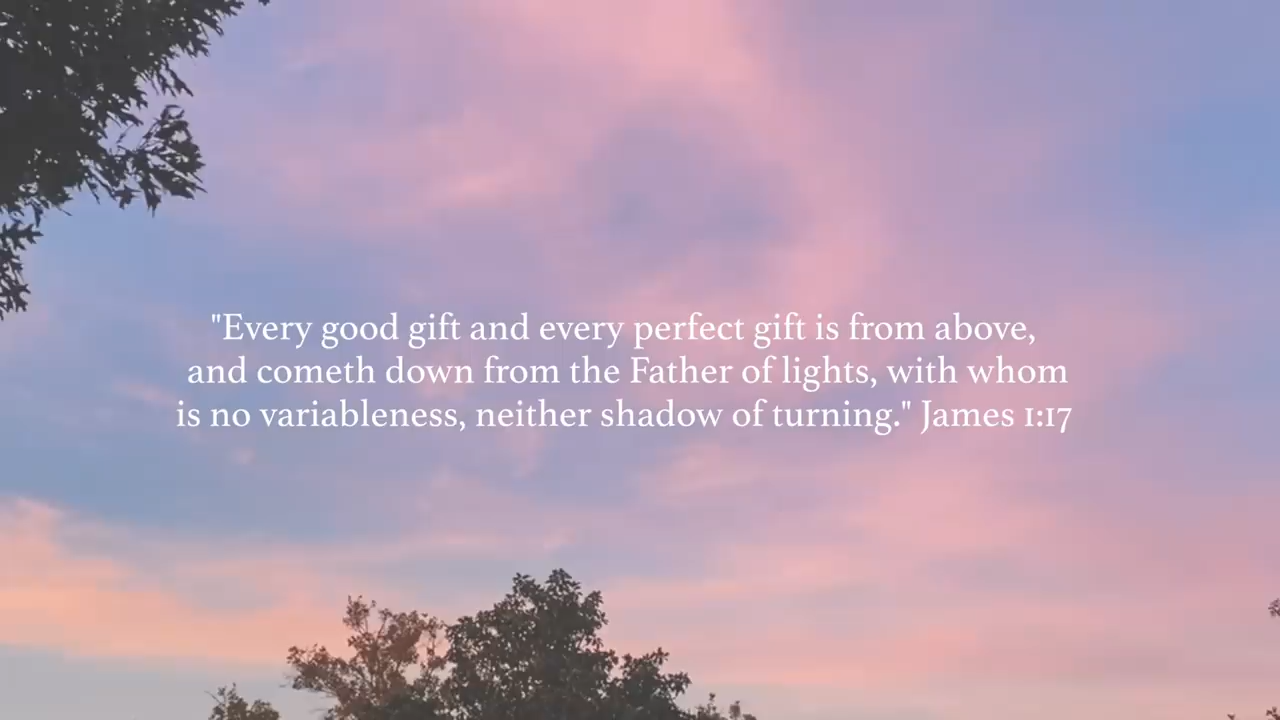 "Every good gift and every perfect gift is from above,
and cometh down from the Father of lights, with whom
is no variableness, neither shadow of turning." James 1:17